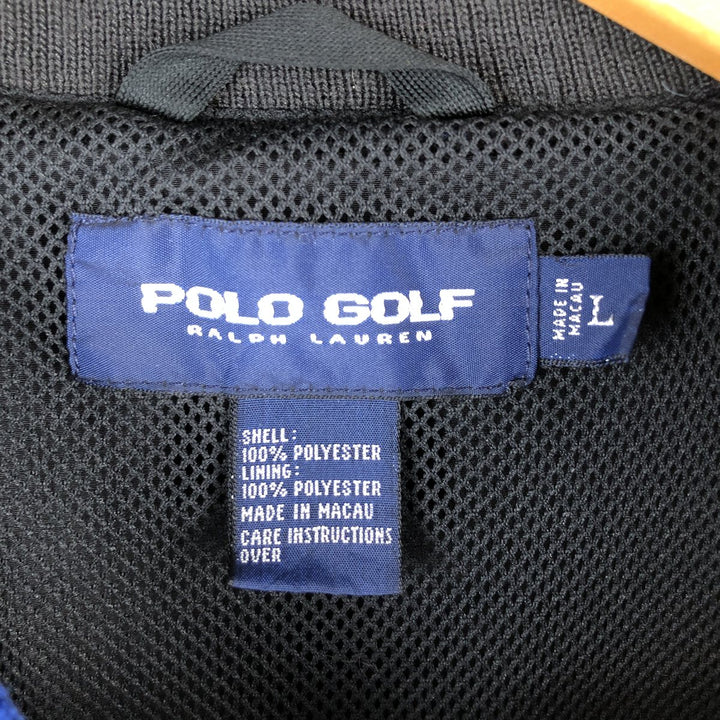 POLO GOLF
RALPH LAUREN
MADE IN
MACAU
L
SHELL:
100% POLYESTER
LINING:
100% POLYESTER
MADE IN MACAU
CARE INSTRUCTIONS
OVER